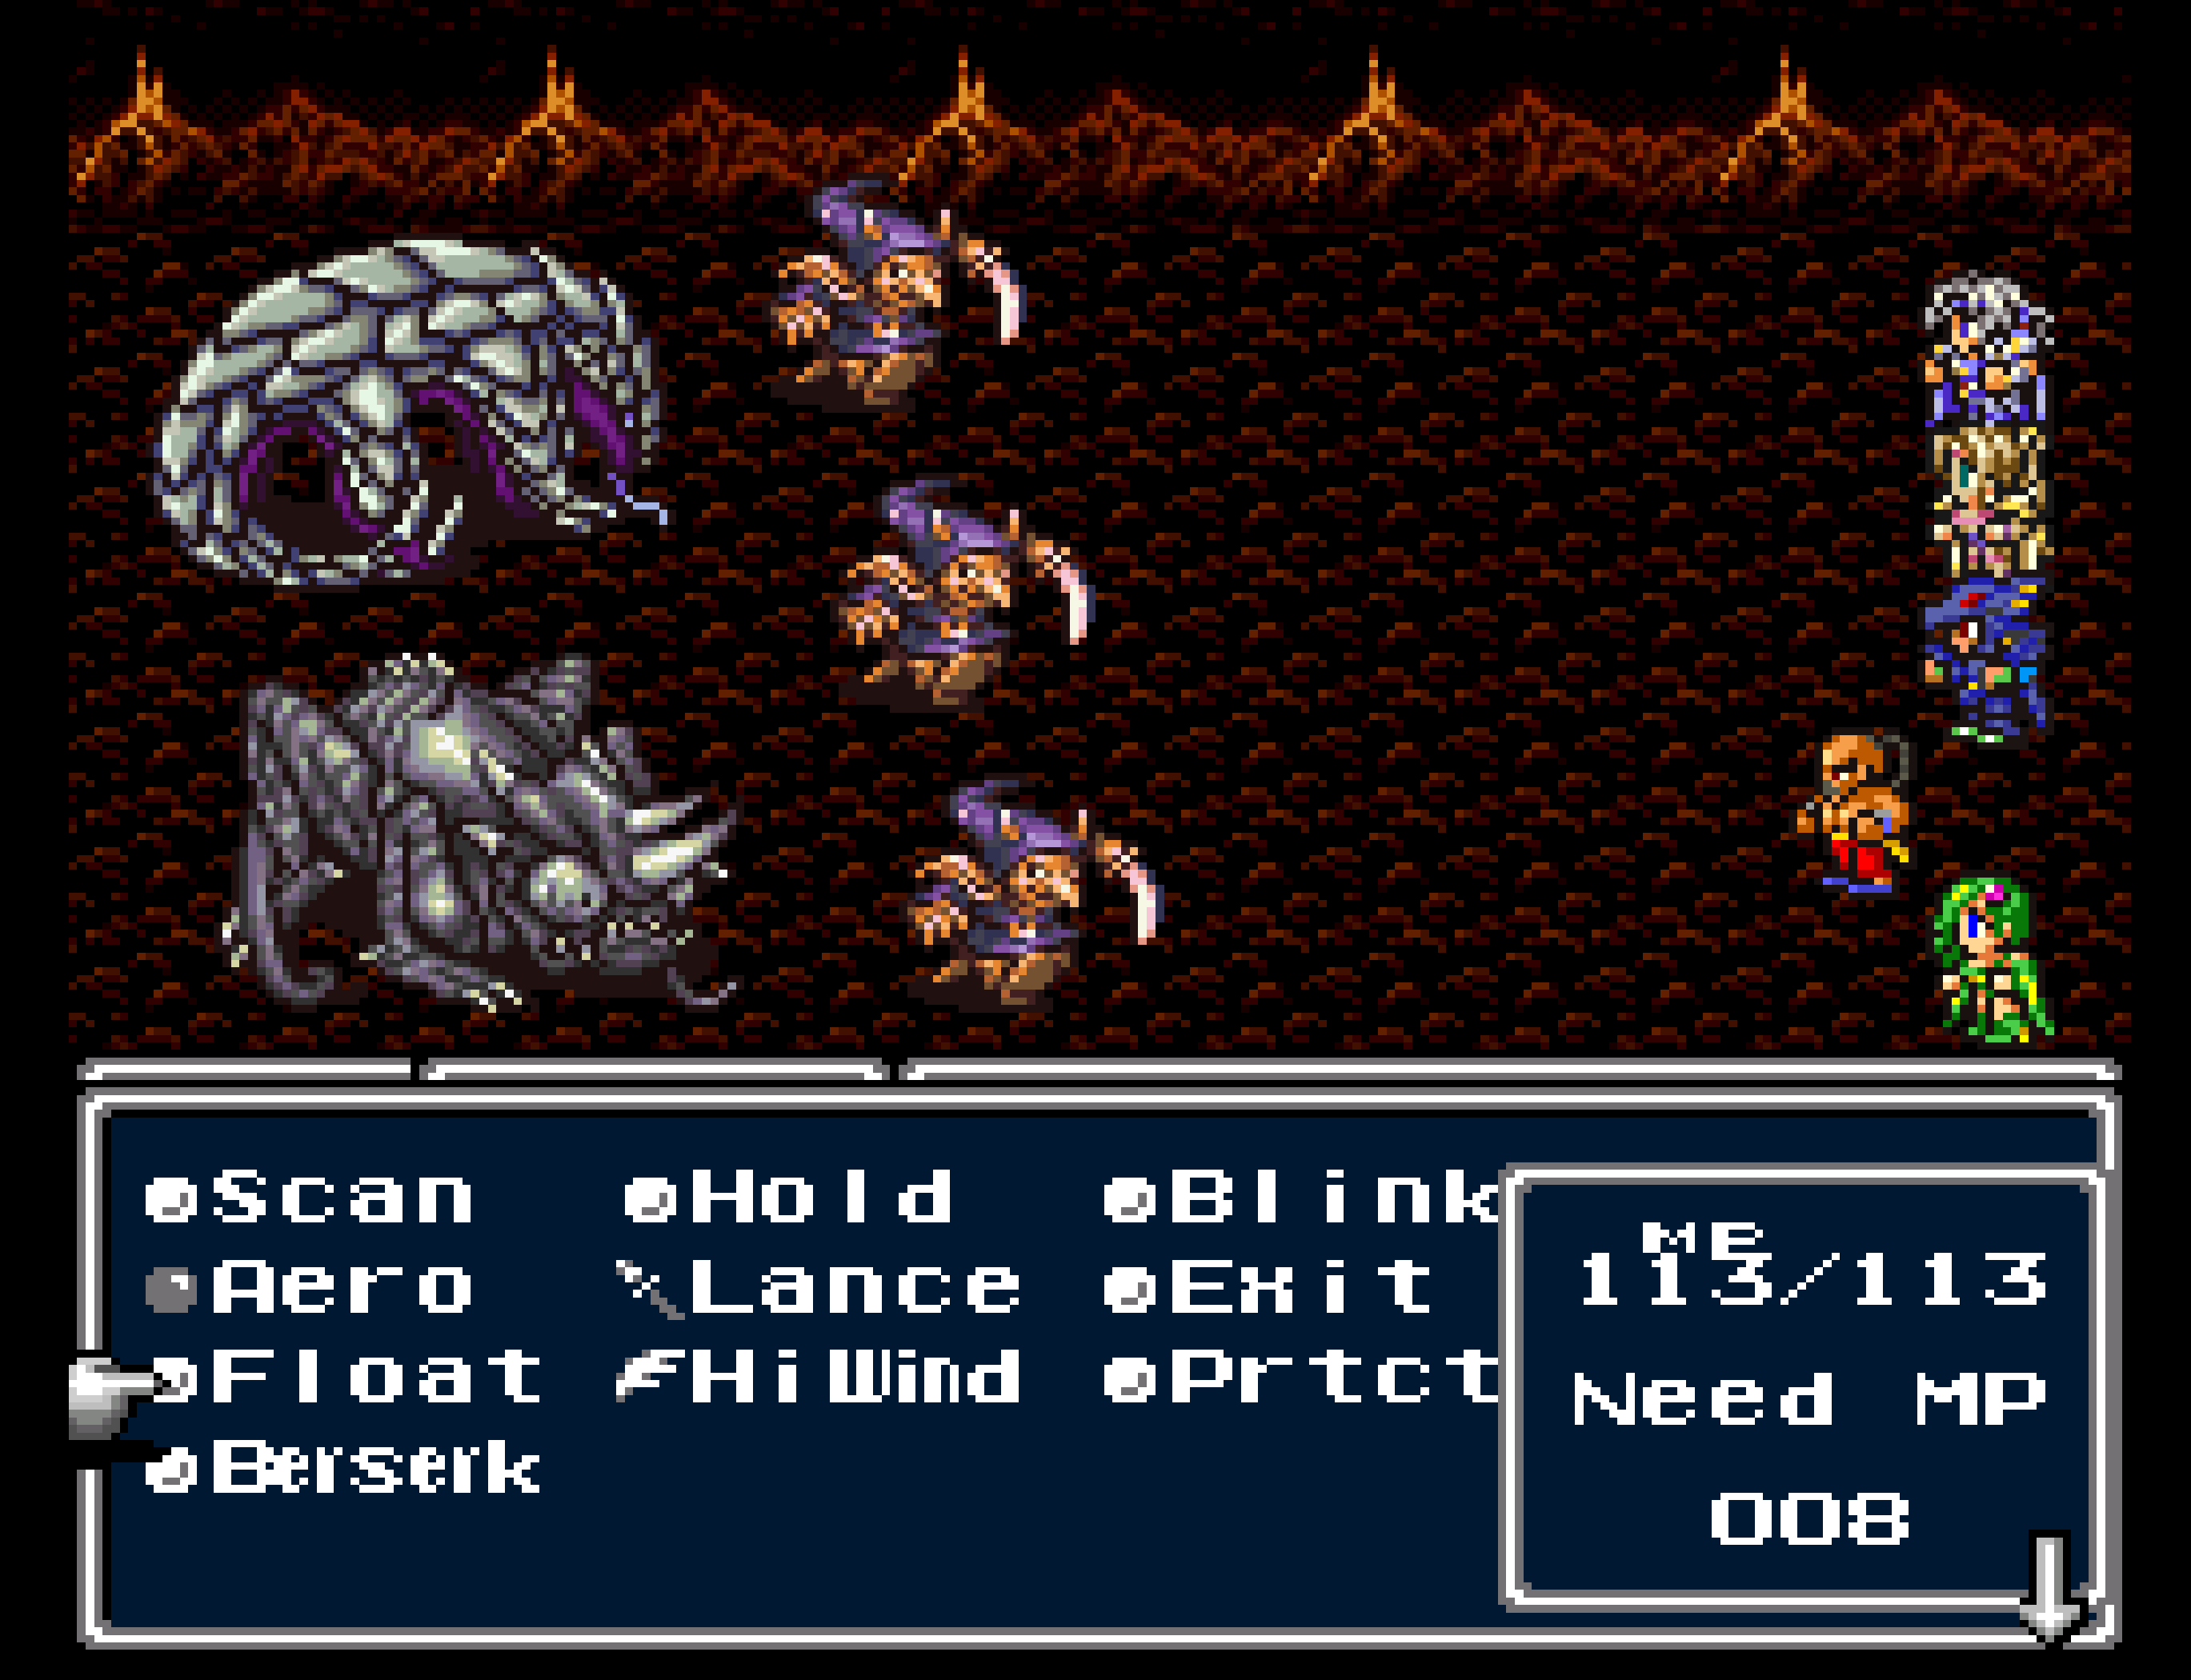 Scan Hold Blink
Aero Lance Exit
Float HiWind Prtct
Berserk
MP
113/113
Need MP
008